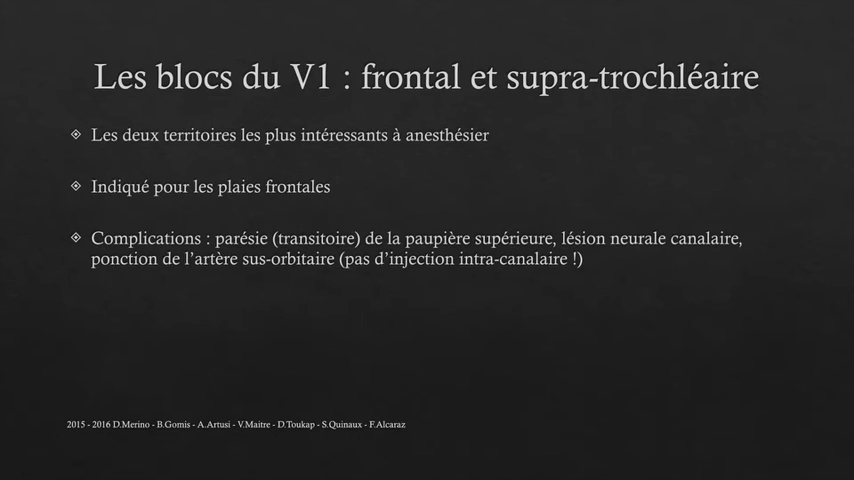 Les blocs du V1 : frontal et supra-trochléaire
Les deux territoires les plus intéressants à anesthésier
Indiqué pour les plaies frontales
Complications : parésie (transitoire) de la paupière supérieure, lésion neurale canalaire,
ponction de l’artère sus-orbitaire (pas d’injection intra-canalaire !)
2015 - 2016 D.Merino - B.Gomis - A.Artusi - V.Maitre - D.Toukap - S.Quinaux - F.Alcaraz